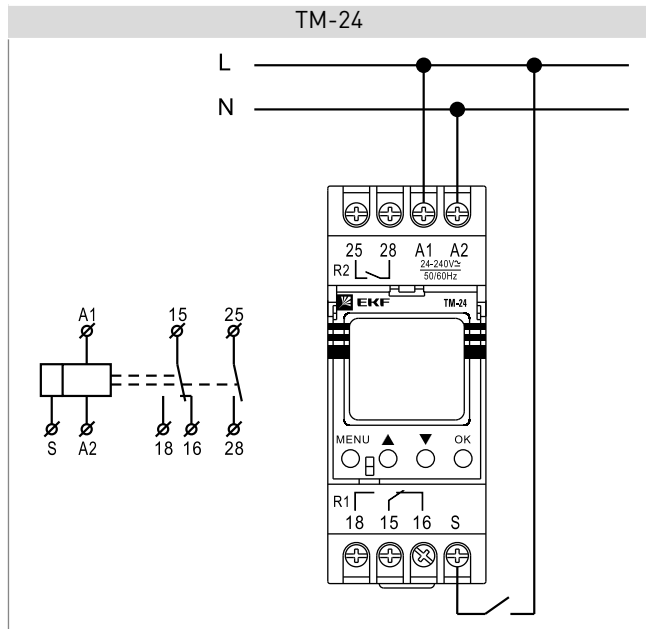 TM-24
L
N
25 28 A1 A2
R2
24-240V≃
50/60Hz
EKF TM-24
A1 15 25
S A2 18 16 28
MENU ▲ ▼ OK
R1
18 15 16 S